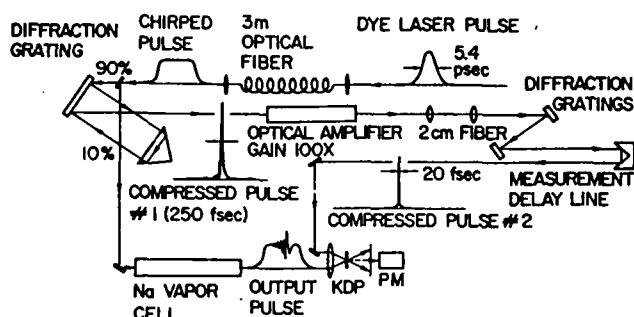 DIFFRACTION
GRATING
CHIRPED
PULSE
3m
OPTICAL
FIBER
DYE LASER PULSE
5.4
psec
DIFFRACTION
GRATINGS
90%
10%
OPTICAL AMPLIFIER
GAIN 100X
2cm FIBER
COMPRESSED PULSE
#1 (250 fsec)
20 fsec
MEASUREMENT
DELAY LINE
COMPRESSED PULSE #2
Na VAPOR
CELL
OUTPUT
PULSE
KDP
PM